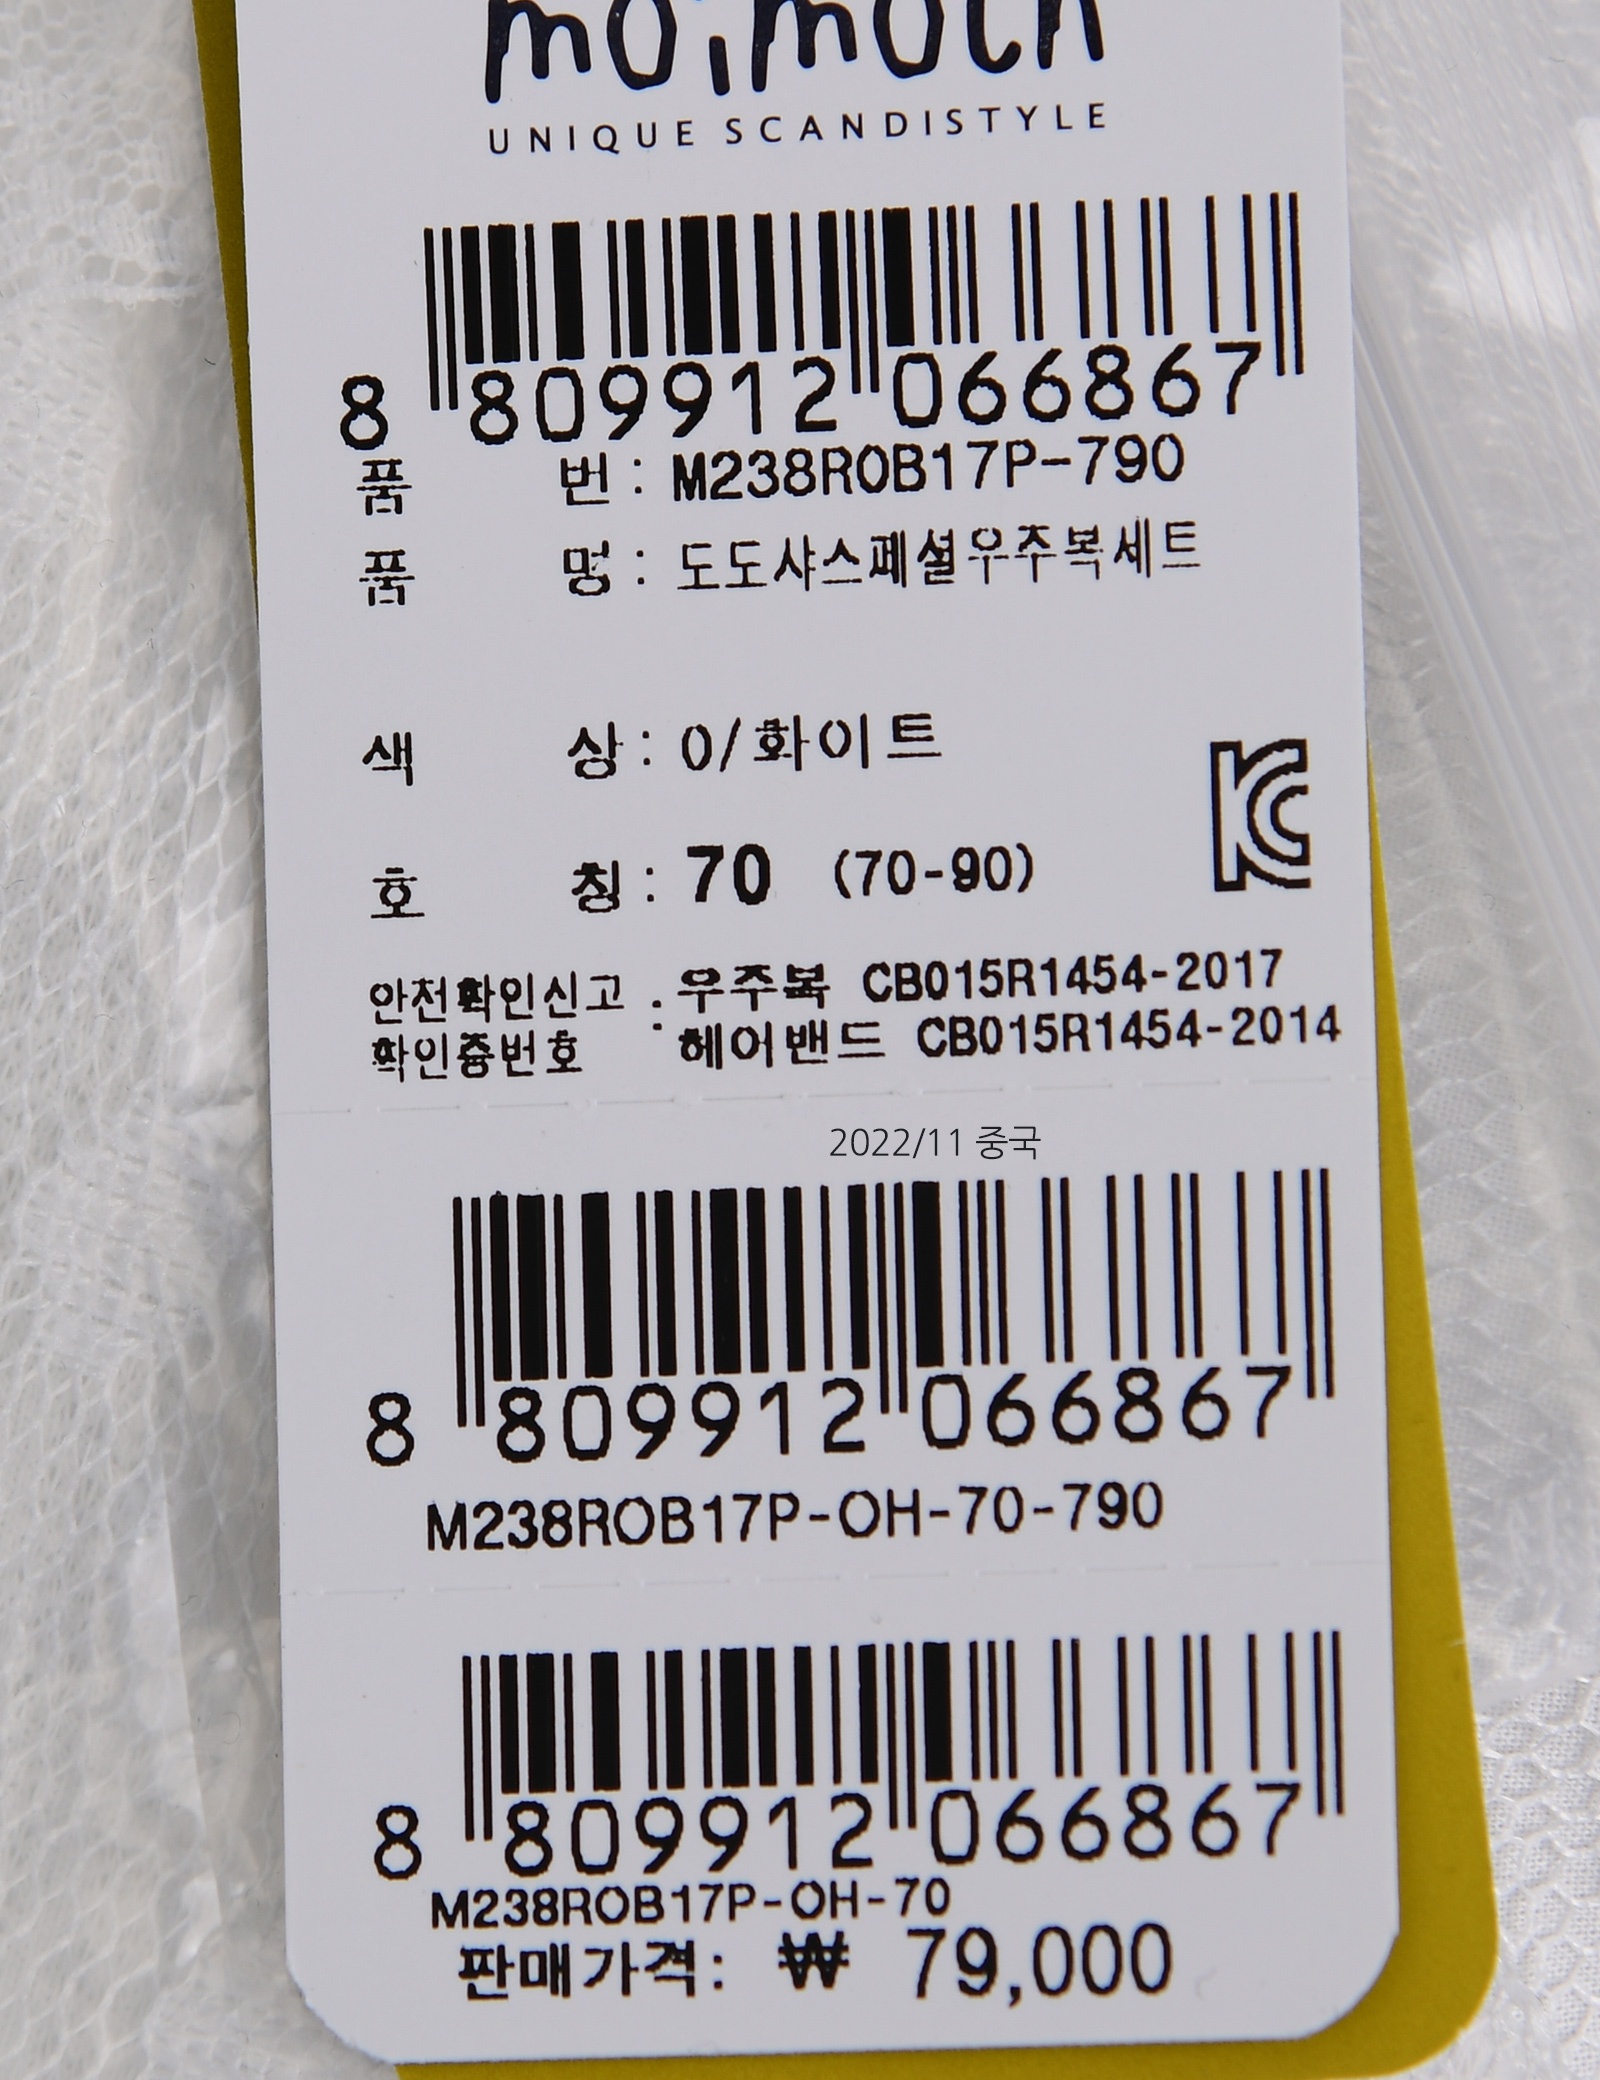 moimoln
UNIQUE SCANDISTYLE
8 809912 066867
품 번 : M238ROB17P-790
품 명 : 도도샤스페셜우주복세트
색 상 : 0/화이트
호 칭 : 70 (70-90)
안전확인신고 확인증번호 : 우주복 CB015R1454-2017
헤어밴드 CB015R1454-2014
2022/11 중국
8 809912 066867
M238ROB17P-OH-70-790
8 809912 066867
M238ROB17P-OH-70
판매가격: ₩ 79,000